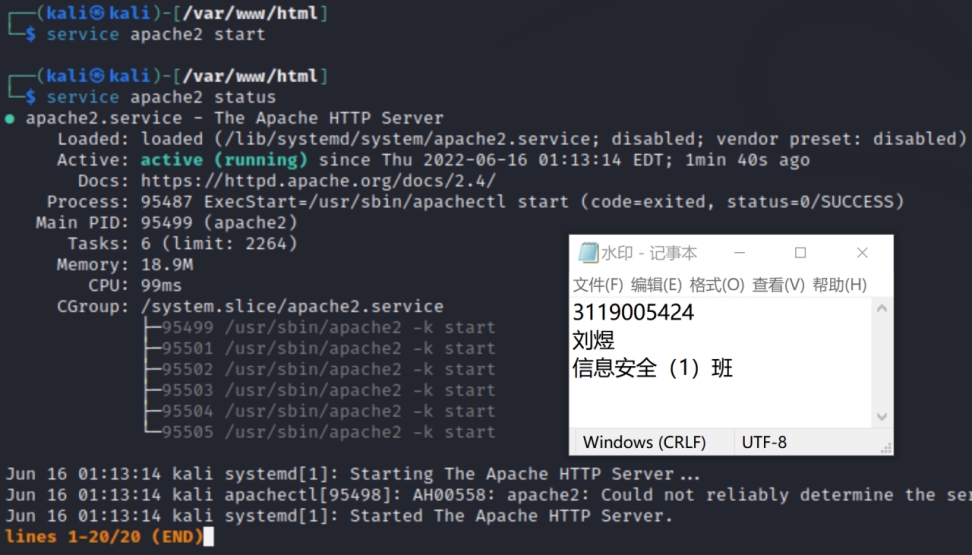 ┌──(kali㉿kali)-[/var/www/html]
└─$ service apache2 start
┌──(kali㉿kali)-[/var/www/html]
└─$ service apache2 status
● apache2.service - The Apache HTTP Server
Loaded: loaded (/lib/systemd/system/apache2.service; disabled; vendor preset: disabled)
Active: active (running) since Thu 2022-06-16 01:13:14 EDT; 1min 40s ago
Docs: https://httpd.apache.org/docs/2.4/
Process: 95487 ExecStart=/usr/sbin/apachectl start (code=exited, status=0/SUCCESS)
Main PID: 95499 (apache2)
Tasks: 6 (limit: 2264)
Memory: 18.9M
CPU: 99ms
CGroup: /system.slice/apache2.service
├─95499 /usr/sbin/apache2 -k start
├─95501 /usr/sbin/apache2 -k start
├─95502 /usr/sbin/apache2 -k start
├─95503 /usr/sbin/apache2 -k start
├─95504 /usr/sbin/apache2 -k start
└─95505 /usr/sbin/apache2 -k start
水印 - 记事本
文件(F) 编辑(E) 格式(O) 查看(V) 帮助(H)
3119005424
刘煜
信息安全（1）班
Windows (CRLF) UTF-8
Jun 16 01:13:14 kali systemd[1]: Starting The Apache HTTP Server...
Jun 16 01:13:14 kali apachectl[95498]: AH00558: apache2: Could not reliably determine the ser
Jun 16 01:13:14 kali systemd[1]: Started The Apache HTTP Server.
lines 1-20/20 (END)